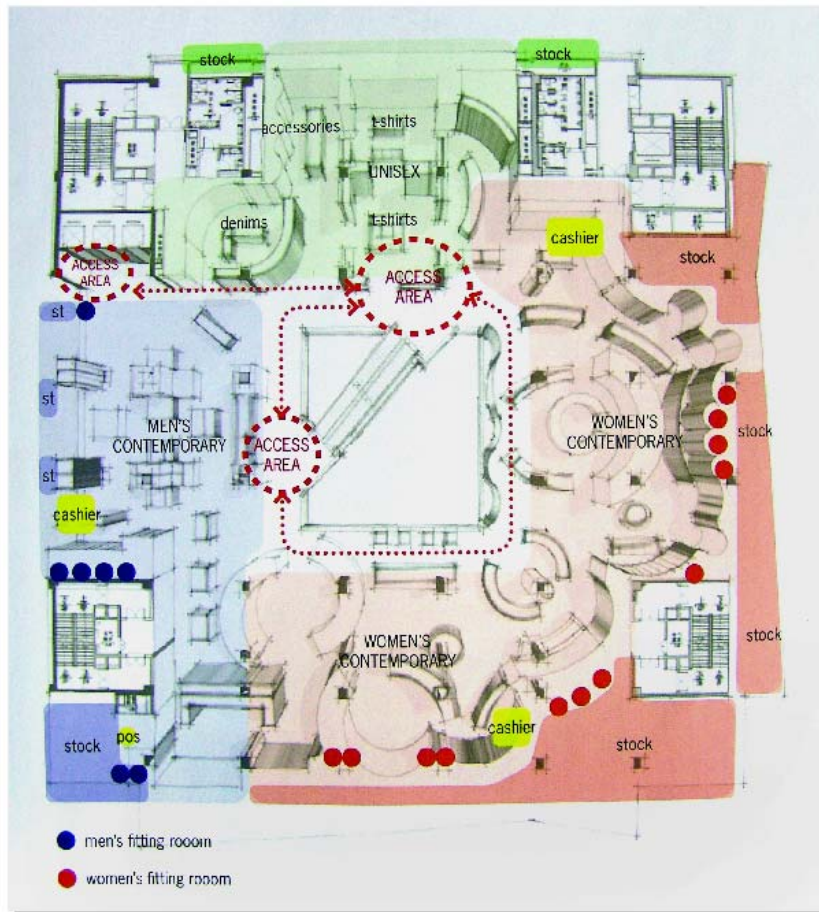 stock
stock
accessories
t-shirts
UNISEX
denims
t-shirts
cashier
stock
ACCESS
AREA
ACCESS
AREA
st
st
MEN'S
CONTEMPORARY
ACCESS
AREA
WOMEN'S
CONTEMPORARY
stock
st
cashier
stock
WOMEN'S
CONTEMPORARY
cashier
stock
pos
stock
men's fitting rooom
women's fitting rooom